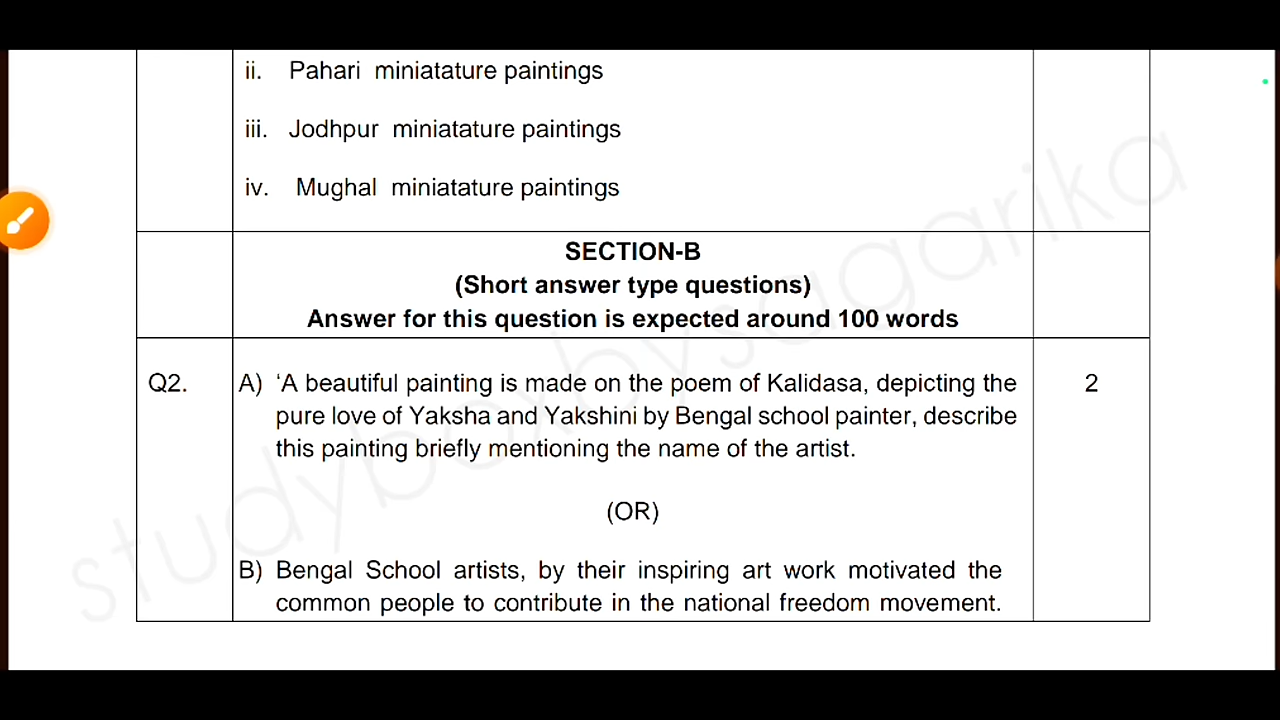 ii. Pahari miniatature paintings
iii. Jodhpur miniatature paintings
iv. Mughal miniatature paintings
SECTION-B
(Short answer type questions)
Answer for this question is expected around 100 words
Q2. A) ‘A beautiful painting is made on the poem of Kalidasa, depicting the 2
pure love of Yaksha and Yakshini by Bengal school painter, describe
this painting briefly mentioning the name of the artist.
(OR)
B) Bengal School artists, by their inspiring art work motivated the
common people to contribute in the national freedom movement.
studyboxbysagarika